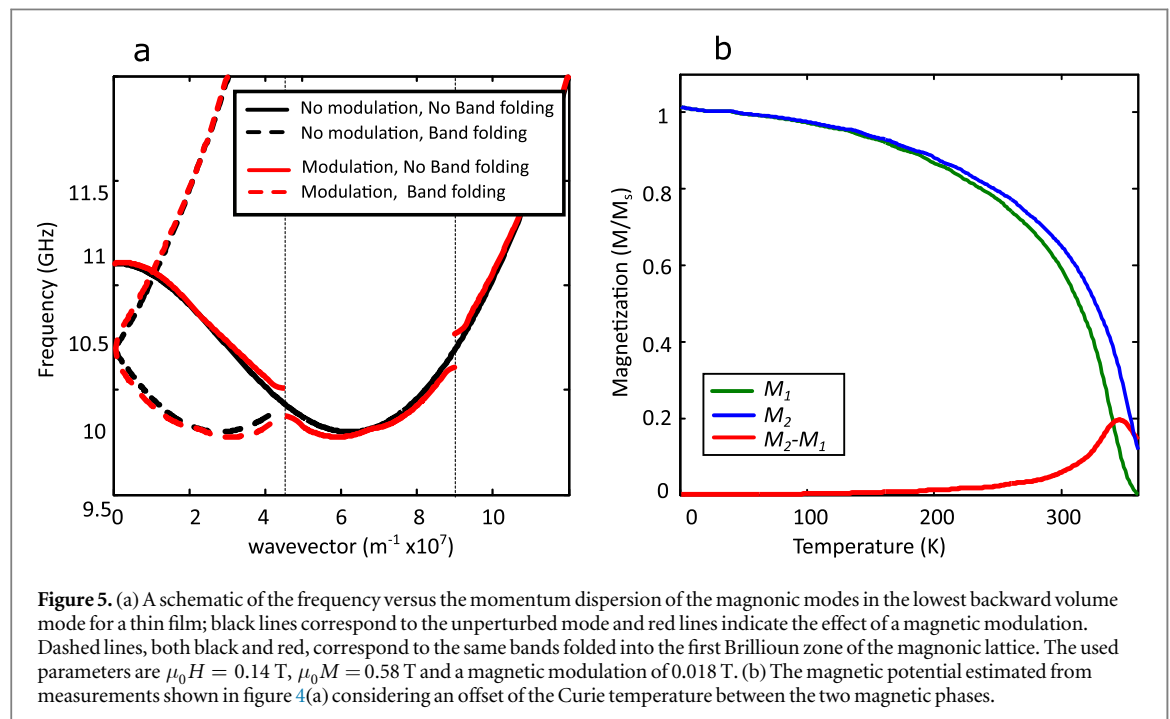 a
No modulation, No Band folding
No modulation, Band folding
Modulation, No Band folding
Modulation, Band folding
Frequency (GHz)
11.5
11
10.5
10
9.5
0 2 4 6 8 10
wavevector (m⁻¹ x10⁷)
b
Magnetization (M/Mₛ)
1
0.8
0.6
0.4
0.2
0
M₁
M₂
M₂-M₁
0 100 200 300
Temperature (K)
Figure 5. (a) A schematic of the frequency versus the momentum dispersion of the magnonic modes in the lowest backward volume
mode for a thin film; black lines correspond to the unperturbed mode and red lines indicate the effect of a magnetic modulation.
Dashed lines, both black and red, correspond to the same bands folded into the first Brillioun zone of the magnonic lattice. The used
parameters are μ₀H = 0.14 T, μ₀M = 0.58 T and a magnetic modulation of 0.018 T. (b) The magnetic potential estimated from
measurements shown in figure 4(a) considering an offset of the Curie temperature between the two magnetic phases.